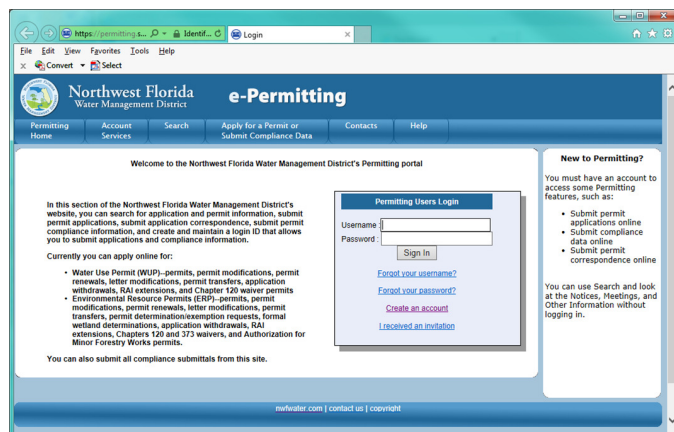 https://permitting.s...
Identif...
Login
File Edit View Favorites Tools Help
x Convert Select
Northwest Florida
Water Management District
e-Permitting
Permitting Home
Account Services
Search
Apply for a Permit or Submit Compliance Data
Contacts
Help
Welcome to the Northwest Florida Water Management District's Permitting portal
In this section of the Northwest Florida Water Management District's
website, you can search for application and permit information, submit
permit applications, submit application correspondence, submit permit
compliance information, and create and maintain a login ID that allows
you to submit applications and compliance information.
Currently you can apply online for:
• Water Use Permit (WUP)--permits, permit modifications, permit
renewals, letter modifications, permit transfers, application
withdrawals, RAI extensions, and Chapter 120 waiver permits
• Environmental Resource Permits (ERP)--permits, permit
modifications, permit renewals, letter modifications, permit
transfers, permit determination/exemption requests, formal
wetland determinations, application withdrawals, RAI
extensions, Chapters 120 and 373 waivers, and Authorization for
Minor Forestry Works permits.
You can also submit all compliance submittals from this site.
Permitting Users Login
Username :
Password :
Sign In
Forgot your username?
Forgot your password?
Create an account
I received an invitation
New to Permitting?
You must have an account to
access some Permitting
features, such as:
• Submit permit
applications online
• Submit compliance
data online
• Submit permit
correspondence online
You can use Search and look
at the Notices, Meetings, and
Other Information without
logging in.
nwfwater.com | contact us | copyright